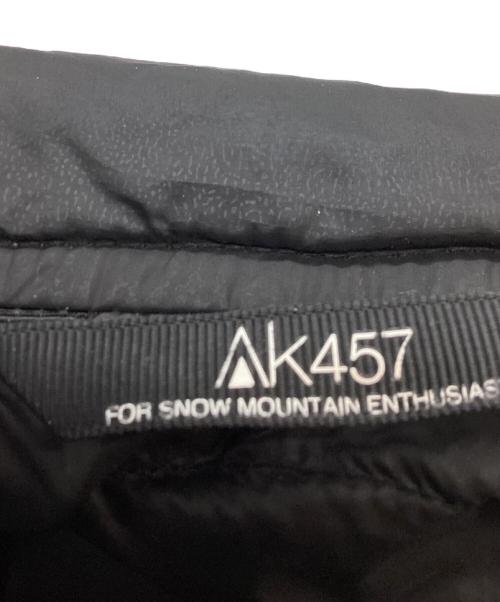 AK457
FOR SNOW MOUNTAIN ENTHUSIAS